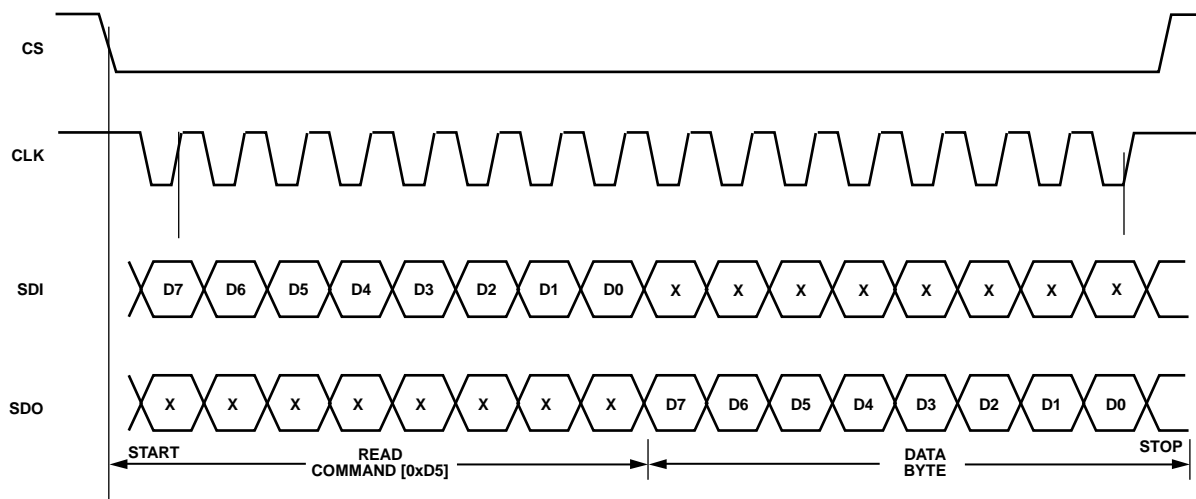 CS
CLK
SDI D7 D6 D5 D4 D3 D2 D1 D0 X X X X X X X X
SDO X X X X X X X X D7 D6 D5 D4 D3 D2 D1 D0
START READ COMMAND [0xD5] DATA BYTE STOP